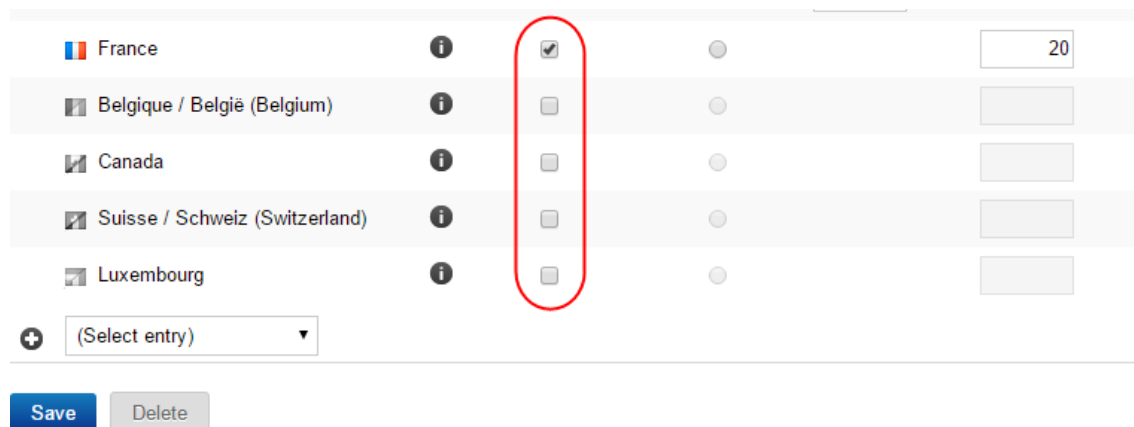 France 20
Belgique / België (Belgium)
Canada
Suisse / Schweiz (Switzerland)
Luxembourg
(Select entry)
Save Delete